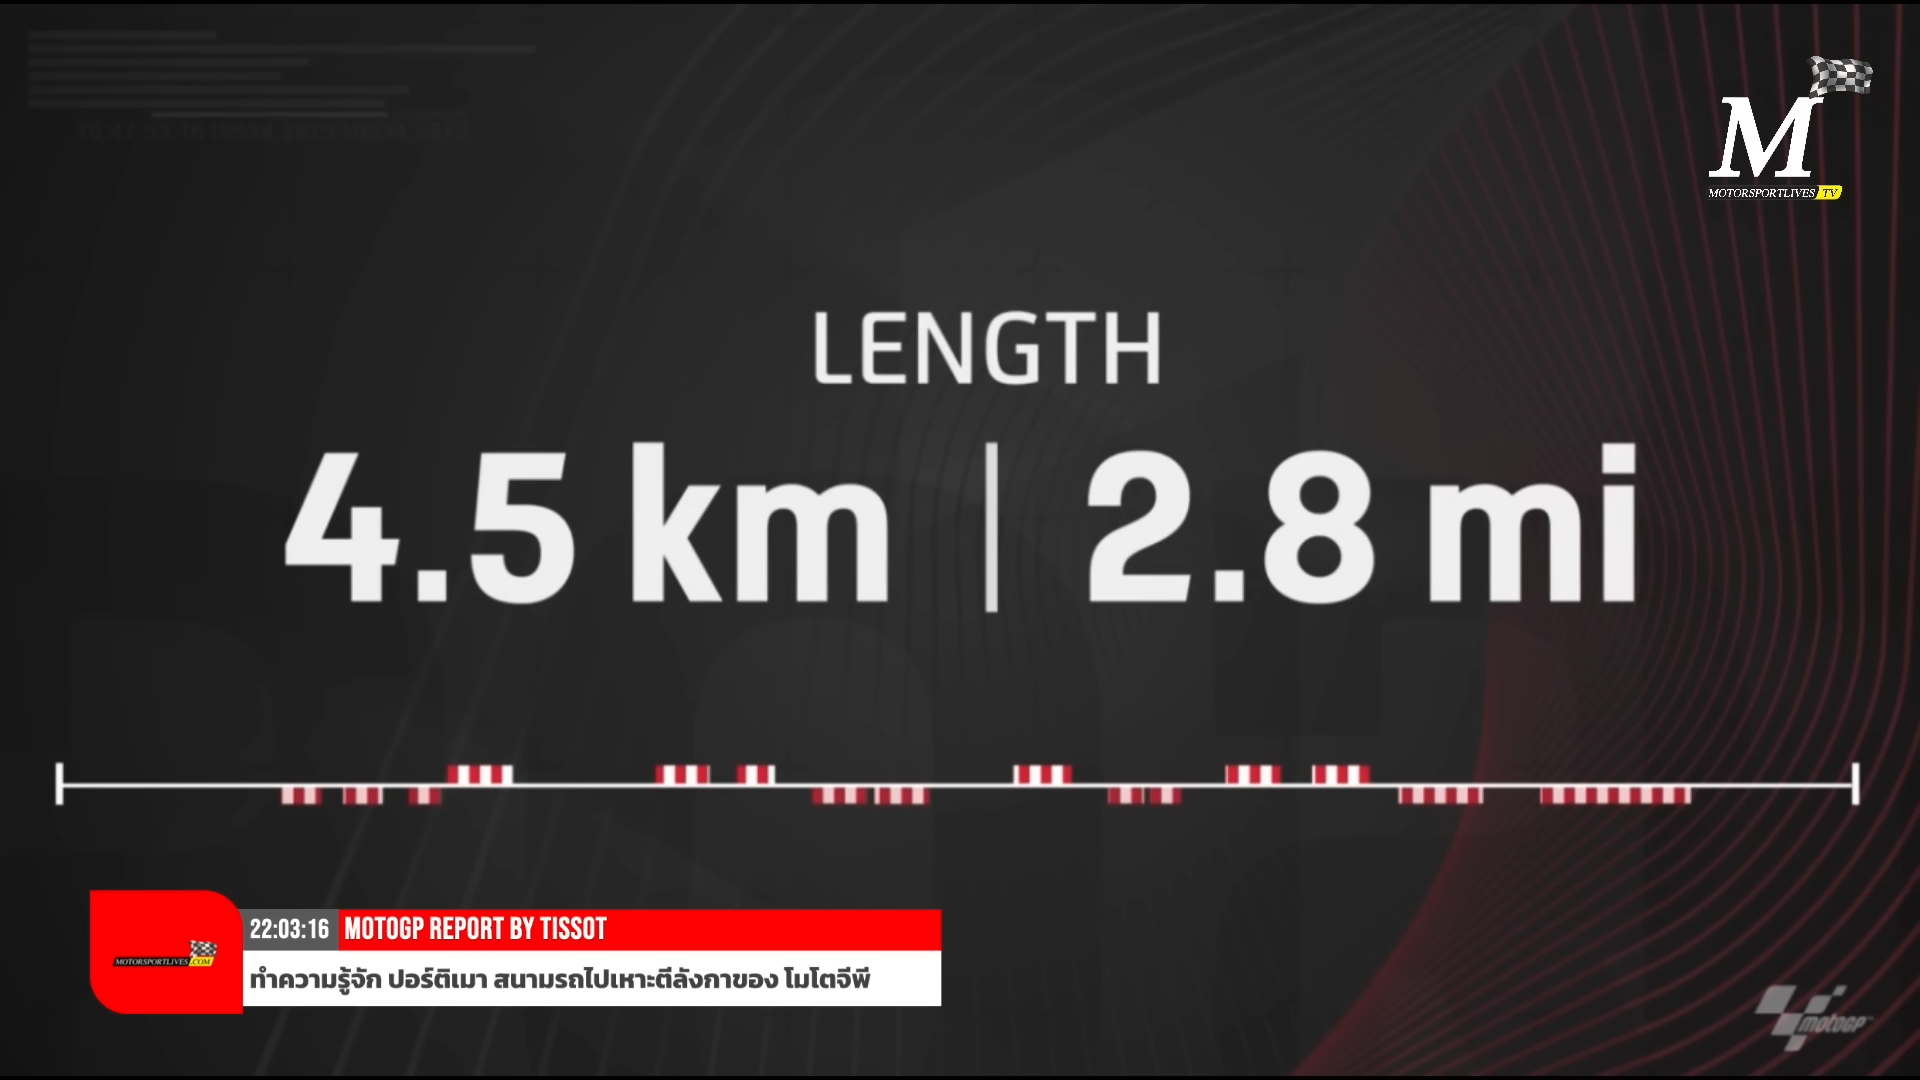 M
MOTORSPORTLIVES TV
LENGTH
4.5 km | 2.8 mi
22:03:16 MOTOGP REPORT BY TISSOT
MOTORSPORTLIVES.COM
ทำความรู้จัก ปอร์ติเมา สนามรถไปเหาะตีลังกาของ โมโตจีพี
motoGP™